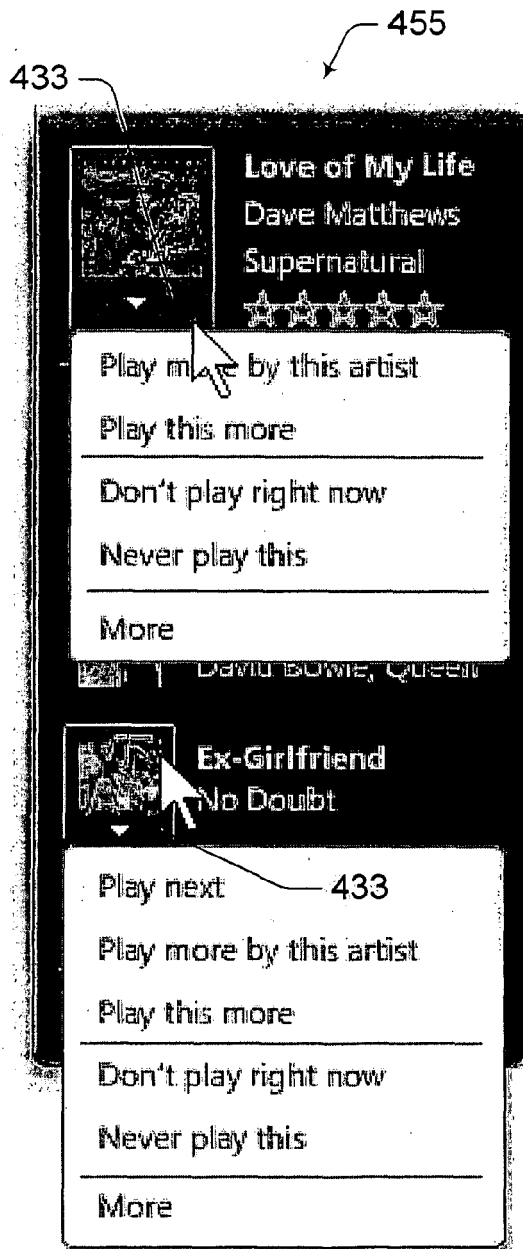 455
433
Love of My Life
Dave Matthews
Supernatural
Play more by this artist
Play this more
Don't play right now
Never play this
More
David Bowie, Queen
Ex-Girlfriend
No Doubt
Play next
433
Play more by this artist
Play this more
Don't play right now
Never play this
More